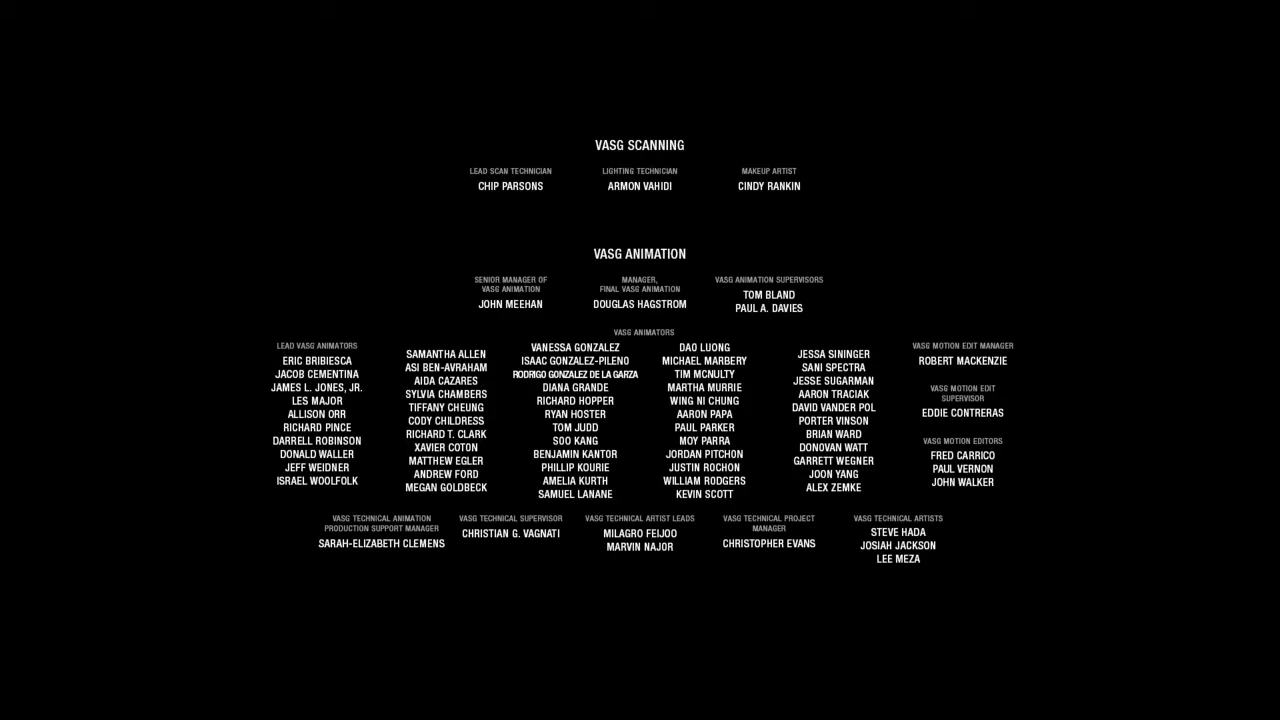 VASG SCANNING
LEAD SCAN TECHNICIAN
CHIP PARSONS
LIGHTING TECHNICIAN
ARMON VAHIDI
MAKEUP ARTIST
CINDY RANKIN
VASG ANIMATION
SENIOR MANAGER OF
VASG ANIMATION
JOHN MEEHAN
MANAGER,
FINAL VASG ANIMATION
DOUGLAS HAGSTROM
VASG ANIMATION SUPERVISORS
TOM BLAND
PAUL A. DAVIES
LEAD VASG ANIMATORS
ERIC BRIBIESCA
JACOB CEMENTINA
JAMES L. JONES, JR.
LES MAJOR
ALLISON ORR
RICHARD PINCE
DARRELL ROBINSON
DONALD WALLER
JEFF WEIDNER
ISRAEL WOOLFOLK
VASG ANIMATORS
SAMANTHA ALLEN
ASI BEN-AVRAHAM
AIDA CAZARES
SYLVIA CHAMBERS
TIFFANY CHEUNG
CODY CHILDRESS
RICHARD T. CLARK
XAVIER COTON
MATTHEW EGLER
ANDREW FORD
MEGAN GOLDBECK
VANESSA GONZALEZ
ISAAC GONZALEZ-PILENO
RODRIGO GONZALEZ DE LA GARZA
DIANA GRANDE
RICHARD HOPPER
RYAN HOSTER
TOM JUDD
SOO KANG
BENJAMIN KANTOR
PHILLIP KOURIE
AMELIA KURTH
SAMUEL LANANE
DAO LUONG
MICHAEL MARBERY
TIM MCNULTY
MARTHA MURRIE
WING NI CHUNG
AARON PAPA
PAUL PARKER
MOY PARRA
JORDAN PITCHON
JUSTIN ROCHON
WILLIAM RODGERS
KEVIN SCOTT
JESSA SININGER
SANI SPECTRA
JESSE SUGARMAN
AARON TRACIAK
DAVID VANDER POL
PORTER VINSON
BRIAN WARD
DONOVAN WATT
GARRETT WEGNER
JOON YANG
ALEX ZEMKE
VASG MOTION EDIT MANAGER
ROBERT MACKENZIE
VASG MOTION EDIT
SUPERVISOR
EDDIE CONTRERAS
VASG MOTION EDITORS
FRED CARRICO
PAUL VERNON
JOHN WALKER
VASG TECHNICAL ANIMATION
PRODUCTION SUPPORT MANAGER
SARAH-ELIZABETH CLEMENS
VASG TECHNICAL SUPERVISOR
CHRISTIAN G. VAGNATI
VASG TECHNICAL ARTIST LEADS
MILAGRO FEIJOO
MARVIN NAJOR
VASG TECHNICAL PROJECT
MANAGER
CHRISTOPHER EVANS
VASG TECHNICAL ARTISTS
STEVE HADA
JOSIAH JACKSON
LEE MEZA